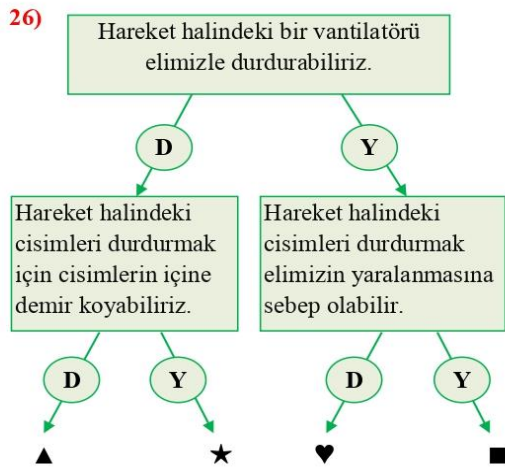 26)
Hareket halindeki bir vantilatörü
elimizle durdurabiliriz.
D
Y
Hareket halindeki
cisimleri durdurmak
için cisimlerin içine
demir koyabiliriz.
Hareket halindeki
cisimleri durdurmak
elimizin yaralanmasına
sebep olabilir.
D
Y
D
Y